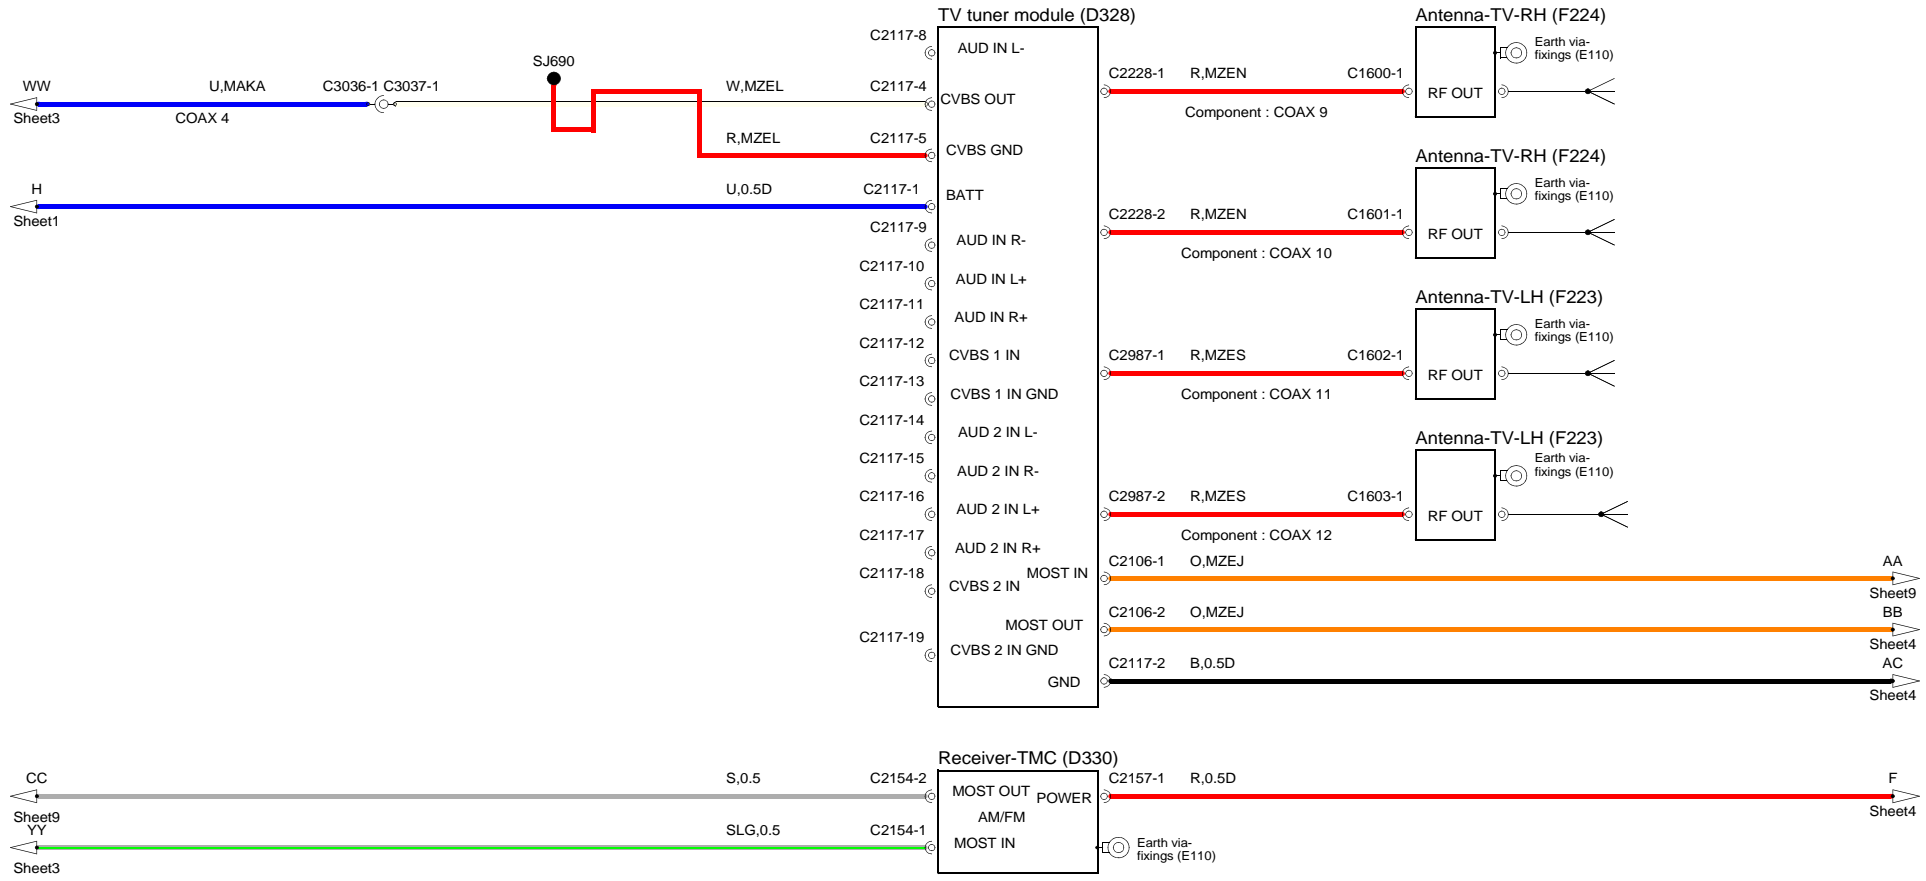 TV tuner module (D328)
Antenna-TV-RH (F224)
C2117-8
AUD IN L-
Earth via-
fixings (E110)
SJ690
WW
U,MAKA
C3036-1 C3037-1
W,MZEL
C2117-4
CVBS OUT
C2228-1
R,MZEN
C1600-1
RF OUT
Sheet3
COAX 4
Component : COAX 9
R,MZEL
C2117-5
CVBS GND
Antenna-TV-RH (F224)
Earth via-
fixings (E110)
H
U,0.5D
C2117-1
BATT
Sheet1
C2228-2
R,MZEN
C1601-1
RF OUT
C2117-9
AUD IN R-
Component : COAX 10
C2117-10
AUD IN L+
Antenna-TV-LH (F223)
C2117-11
AUD IN R+
Earth via-
fixings (E110)
C2117-12
CVBS 1 IN
C2987-1
R,MZES
C1602-1
RF OUT
C2117-13
CVBS 1 IN GND
Component : COAX 11
C2117-14
AUD 2 IN L-
Antenna-TV-LH (F223)
C2117-15
AUD 2 IN R-
Earth via-
fixings (E110)
C2117-16
AUD 2 IN L+
C2987-2
R,MZES
C1603-1
RF OUT
C2117-17
AUD 2 IN R+
Component : COAX 12
C2117-18
CVBS 2 IN
MOST IN
C2106-1
O,MZEJ
AA
Sheet9
MOST OUT
C2106-2
O,MZEJ
BB
Sheet4
C2117-19
CVBS 2 IN GND
GND
C2117-2
B,0.5D
AC
Sheet4
Receiver-TMC (D330)
CC
S,0.5
C2154-2
MOST OUT
POWER
C2157-1
R,0.5D
F
Sheet9
AM/FM
Sheet4
YY
SLG,0.5
C2154-1
MOST IN
Earth via-
fixings (E110)
Sheet3